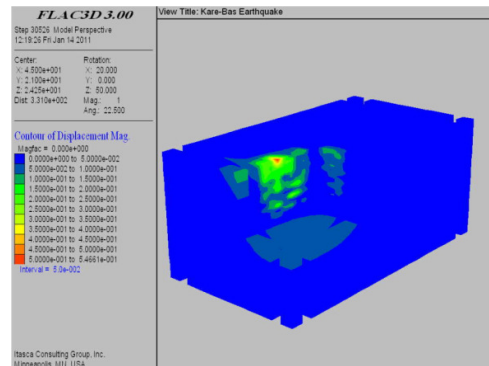 FLAC3D 3.00
Step 30526 Model Perspective
12:19:26 Fri Jan 14 2011
Center: Rotation:
X: 4.500e+001 X: 20.000
Y: 2.100e+001 Y: 0.000
Z: 2.425e+001 Z: 50.000
Dist: 3.310e+002 Mag.: 1
Ang.: 22.500
Contour of Displacement Mag.
Magfac = 0.000e+000
0.0000e+000 to 5.0000e-002
5.0000e-002 to 1.0000e-001
1.0000e-001 to 1.5000e-001
1.5000e-001 to 2.0000e-001
2.0000e-001 to 2.5000e-001
2.5000e-001 to 3.0000e-001
3.0000e-001 to 3.5000e-001
3.5000e-001 to 4.0000e-001
4.0000e-001 to 4.5000e-001
4.5000e-001 to 5.0000e-001
5.0000e-001 to 5.4661e-001
Interval = 5.0e-002
Itasca Consulting Group, Inc.
Minneapolis, MN USA
View Title: Kare-Bas Earthquake